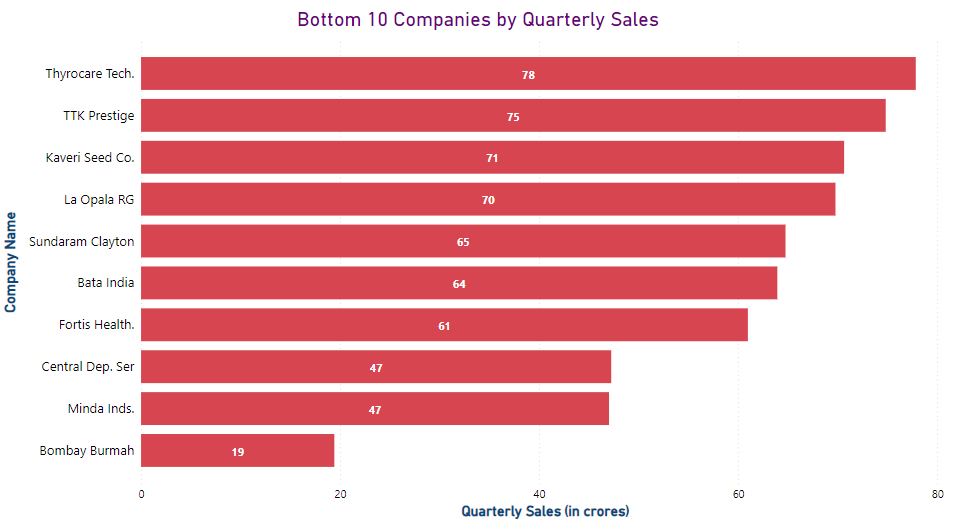 Bottom 10 Companies by Quarterly Sales
Company Name
Thyrocare Tech. 78
TTK Prestige 75
Kaveri Seed Co. 71
La Opala RG 70
Sundaram Clayton 65
Bata India 64
Fortis Health. 61
Central Dep. Ser 47
Minda Inds. 47
Bombay Burmah 19
0 20 40 60 80
Quarterly Sales (in crores)